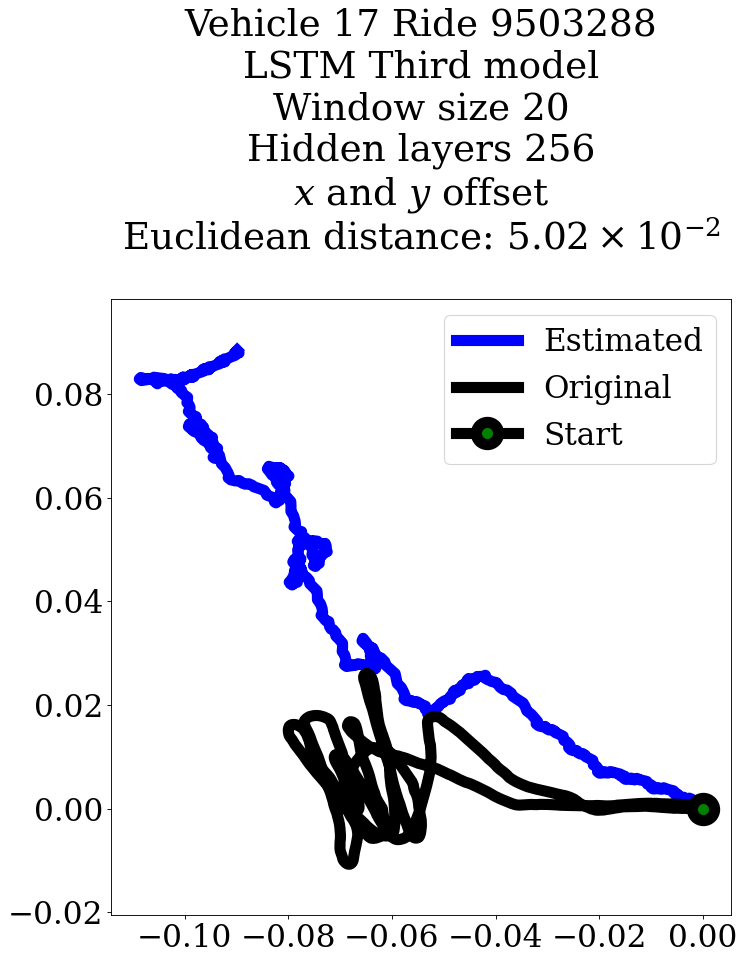 Vehicle 17 Ride 9503288
LSTM Third model
Window size 20
Hidden layers 256
x and y offset
Euclidean distance: 5.02 × 10⁻²
Estimated
Original
Start
0.08
0.06
0.04
0.02
0.00
−0.02
−0.10 −0.08 −0.06 −0.04 −0.02 0.00